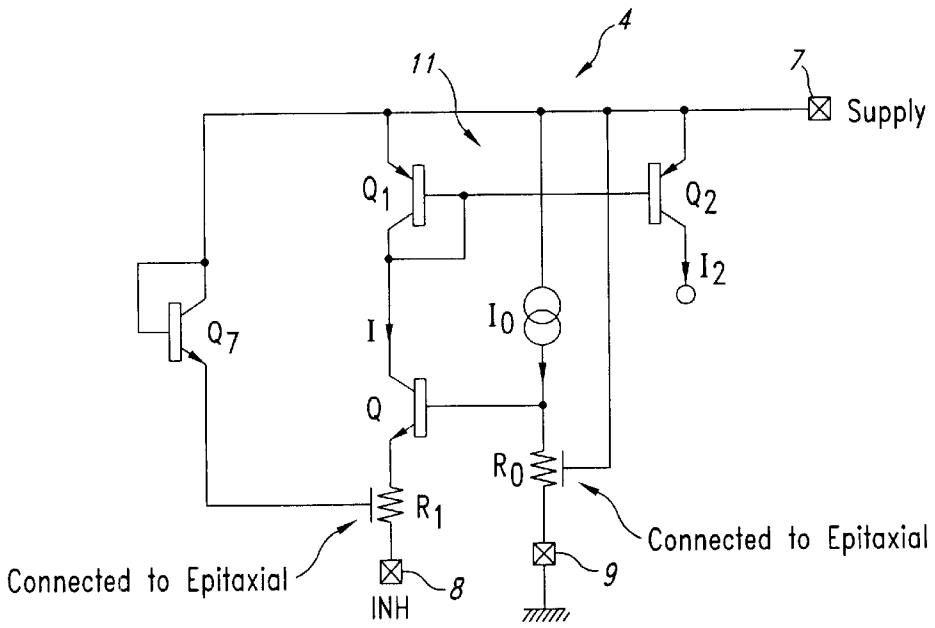 4
11
7
Supply
Q1
Q2
I2
I0
Q7
I
Q
R0
R1
Connected to Epitaxial
Connected to Epitaxial
8
9
INH